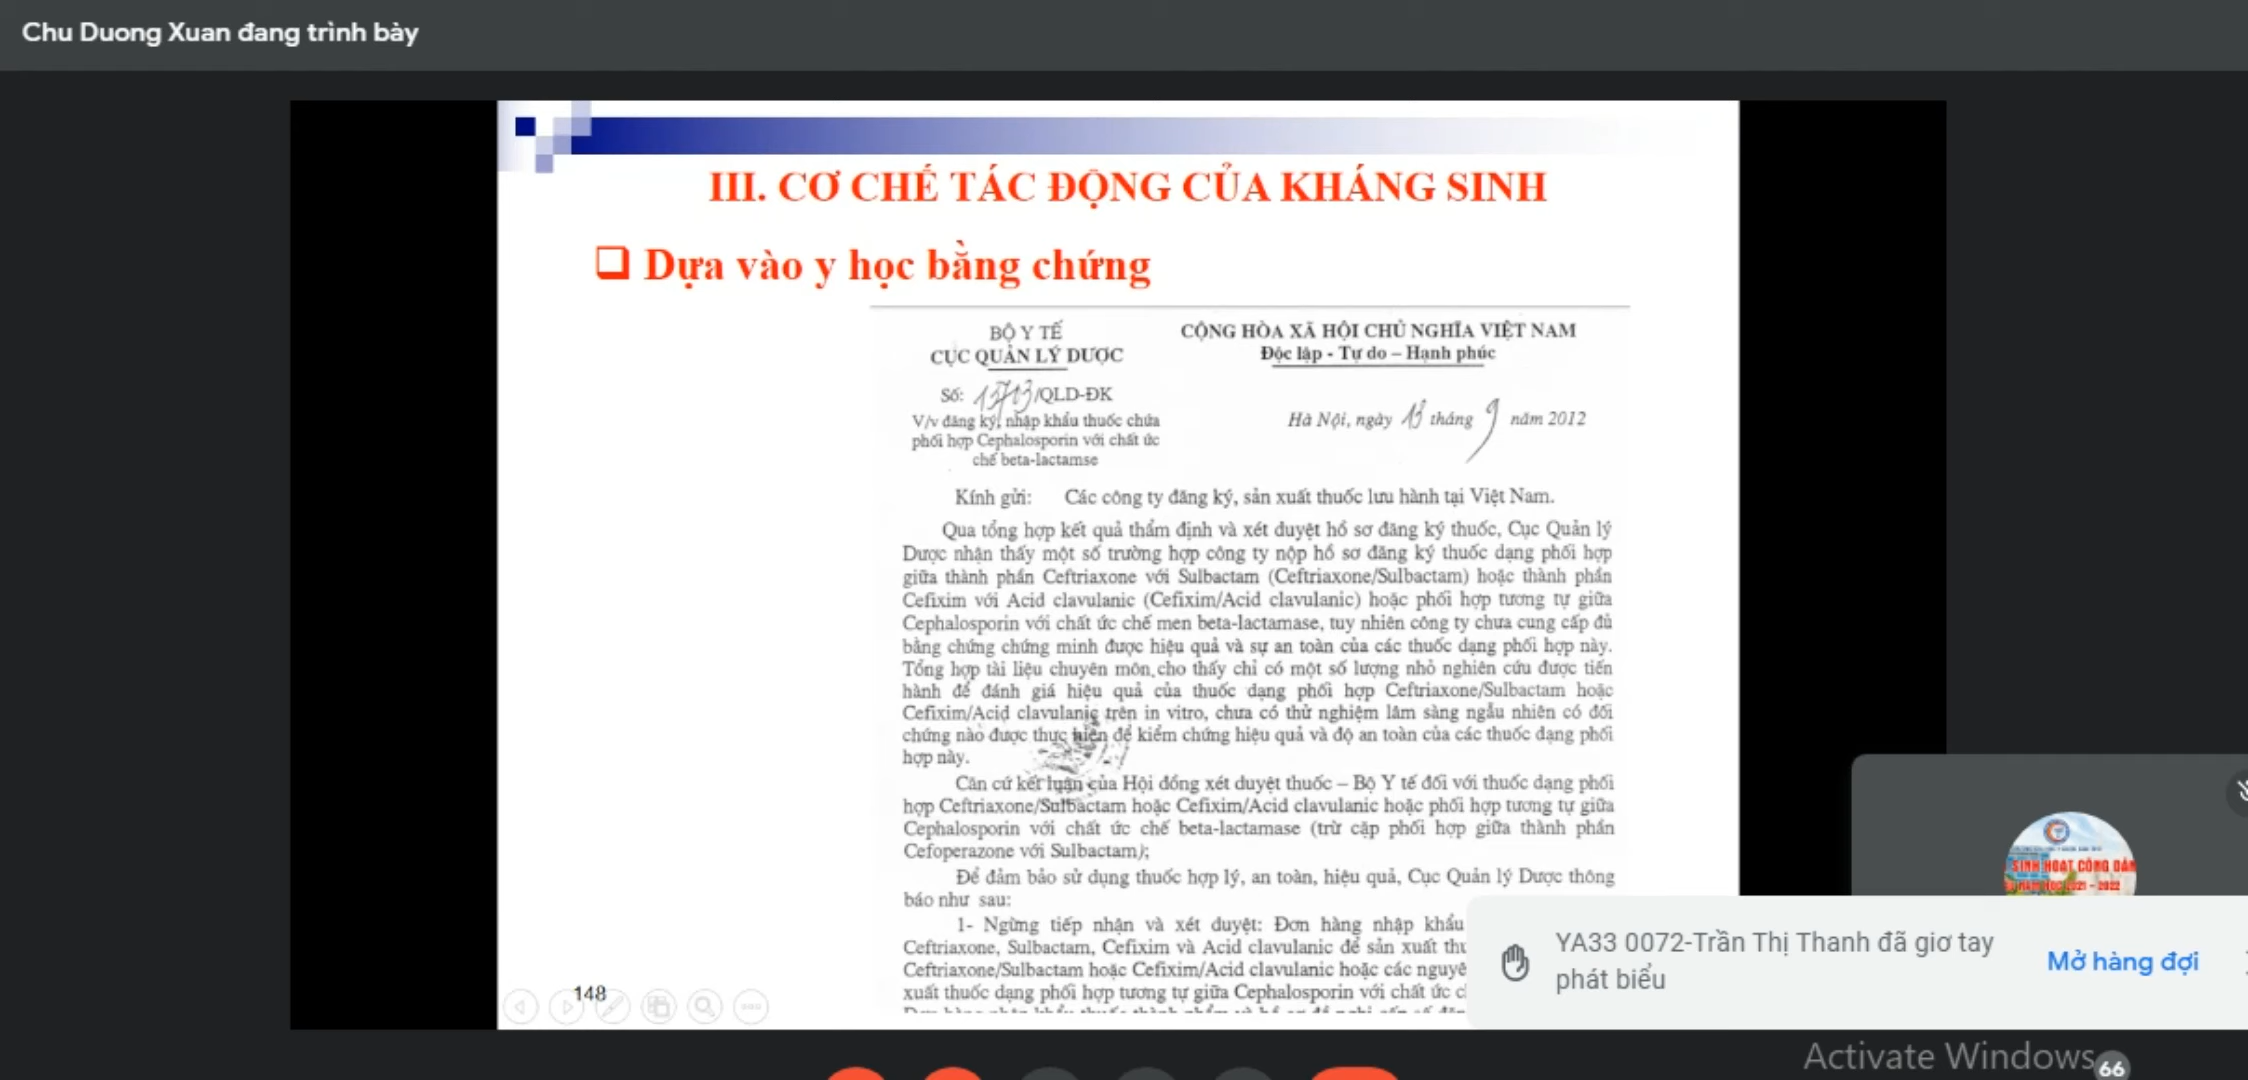 Chu Duong Xuan đang trình bày
III. CƠ CHẾ TÁC ĐỘNG CỦA KHÁNG SINH
Dựa vào y học bằng chứng
BỘ Y TẾ
CỤC QUẢN LÝ DƯỢC
CỘNG HÒA XÃ HỘI CHỦ NGHĨA VIỆT NAM
Độc lập - Tự do – Hạnh phúc
Số: /QLD-ĐK
V/v đăng ký, nhập khẩu thuốc chứa
phối hợp Cephalosporin với chất ức
chế beta-lactamse
Hà Nội, ngày 13 tháng 9 năm 2012
Kính gửi: Các công ty đăng ký, sản xuất thuốc lưu hành tại Việt Nam.
Qua tổng hợp kết quả thẩm định và xét duyệt hồ sơ đăng ký thuốc, Cục Quản lý
Dược nhận thấy một số trường hợp công ty nộp hồ sơ đăng ký thuốc dạng phối hợp
giữa thành phần Ceftriaxone với Sulbactam (Ceftriaxone/Sulbactam) hoặc thành phần
Cefixim với Acid clavulanic (Cefixim/Acid clavulanic) hoặc phối hợp tương tự giữa
Cephalosporin với chất ức chế men beta-lactamase, tuy nhiên công ty chưa cung cấp đủ
bằng chứng chứng minh được hiệu quả và sự an toàn của các thuốc dạng phối hợp này.
Tổng hợp tài liệu chuyên môn cho thấy chỉ có một số lượng nhỏ nghiên cứu được tiến
hành để đánh giá hiệu quả của thuốc dạng phối hợp Ceftriaxone/Sulbactam hoặc
Cefixim/Acid clavulanic trên in vitro, chưa có thử nghiệm lâm sàng ngẫu nhiên có đối
chứng nào được thực hiện để kiểm chứng hiệu quả và độ an toàn của các thuốc dạng phối
hợp này.
Căn cứ kết luận của Hội đồng xét duyệt thuốc – Bộ Y tế đối với thuốc dạng phối
hợp Ceftriaxone/Sulbactam hoặc Cefixim/Acid clavulanic hoặc phối hợp tương tự giữa
Cephalosporin với chất ức chế beta-lactamase (trừ cặp phối hợp giữa thành phần
Cefoperazone với Sulbactam);
Để đảm bảo sử dụng thuốc hợp lý, an toàn, hiệu quả, Cục Quản lý Dược thông
báo như sau:
1- Ngừng tiếp nhận và xét duyệt: Đơn hàng nhập khẩu
Ceftriaxone, Sulbactam, Cefixim và Acid clavulanic để sản xuất
Ceftriaxone/Sulbactam hoặc Cefixim/Acid clavulanic hoặc các
xuất thuốc dạng phối hợp tương tự giữa Cephalosporin với chất ức
148
SINH HOẠT CÔNG DÂN
NĂM HỌC 2021 - 2022
YA33 0072-Trần Thị Thanh đã giơ tay
phát biểu
Mở hàng đợi
Activate Windows
66